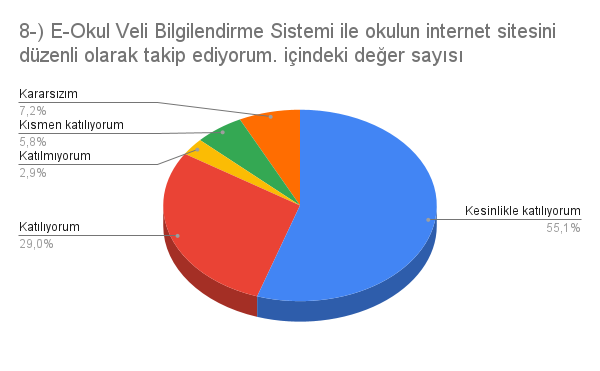 8-) E-Okul Veli Bilgilendirme Sistemi ile okulun internet sitesini
düzenli olarak takip ediyorum. içindeki değer sayısı
Kararsızım
7,2%
Kısmen katılıyorum
5,8%
Katılmıyorum
2,9%
Katılıyorum
29,0%
Kesinlikle katılıyorum
55,1%